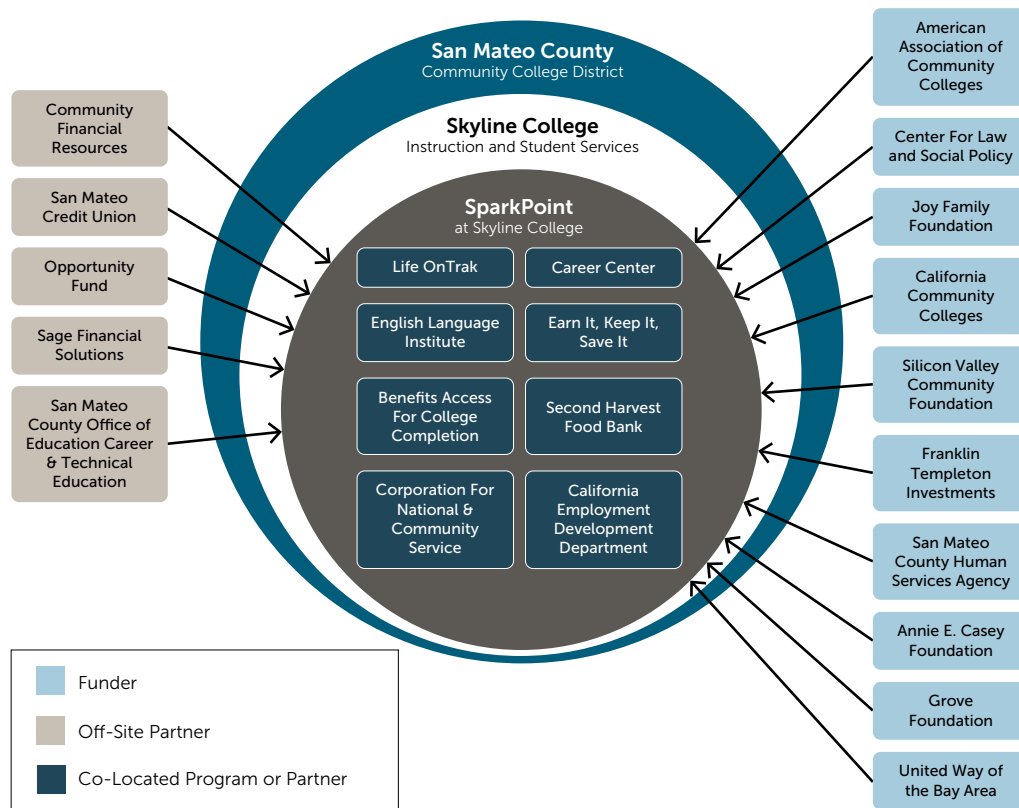 San Mateo County
Community College District
Skyline College
Instruction and Student Services
SparkPoint
at Skyline College
Life OnTrak
Career Center
English Language
Institute
Earn It, Keep It,
Save It
Benefits Access
For College
Completion
Second Harvest
Food Bank
Corporation For
National &
Community
Service
California
Employment
Development
Department
Community
Financial
Resources
San Mateo
Credit Union
Opportunity
Fund
Sage Financial
Solutions
San Mateo
County Office of
Education Career
& Technical
Education
American
Association of
Community
Colleges
Center For Law
and Social Policy
Joy Family
Foundation
California
Community
Colleges
Silicon Valley
Community
Foundation
Franklin
Templeton
Investments
San Mateo
County Human
Services Agency
Annie E. Casey
Foundation
Grove
Foundation
United Way of
the Bay Area
Funder
Off-Site Partner
Co-Located Program or Partner